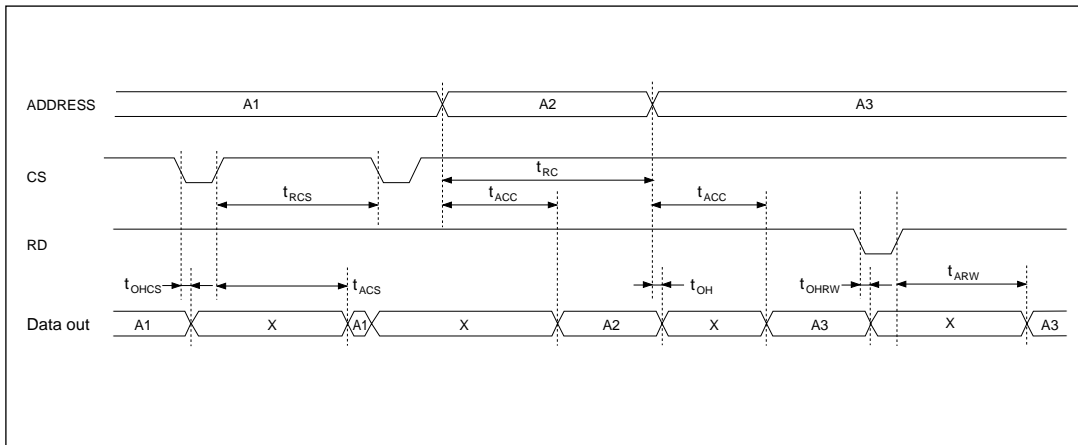 ADDRESS A1 A2 A3
CS
tRC
tRCS tACC tACC
RD
tOHCS tACS tOH tOHRW tARW
Data out A1 X A1 X A2 X A3 X A3